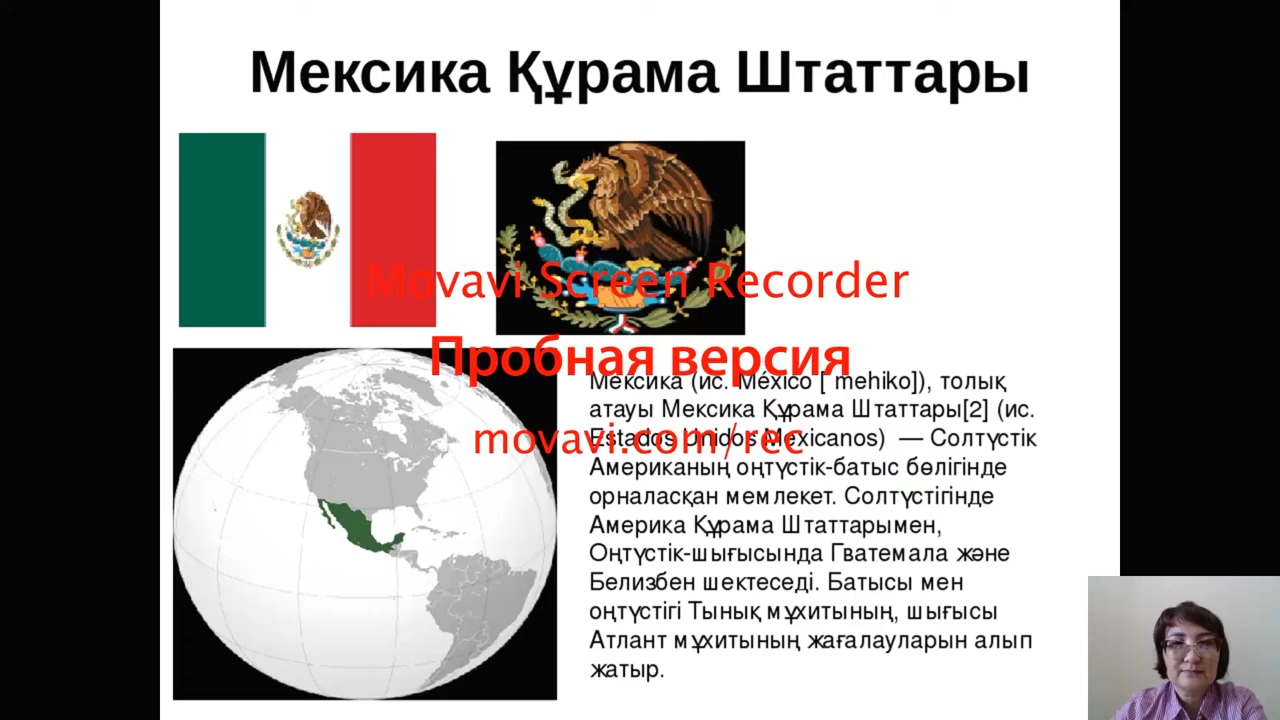 Мексика Құрама Штаттары
Movavi Screen Recorder
Пробная версия
movavi.com/rec
Мексика (ис. México [ˈmehiko]), толық
атауы Мексика Құрама Штаттары[2] (ис.
Estados Unidos Mexicanos) — Солтүстік
Американың оңтүстік-батыс бөлігінде
орналасқан мемлекет. Солтүстігінде
Америка Құрама Штаттарымен,
Оңтүстік-шығысында Гватемала және
Белизбен шектеседі. Батысы мен
оңтүстігі Тынық мұхитының, шығысы
Атлант мұхитының жағалауларын алып
жатыр.